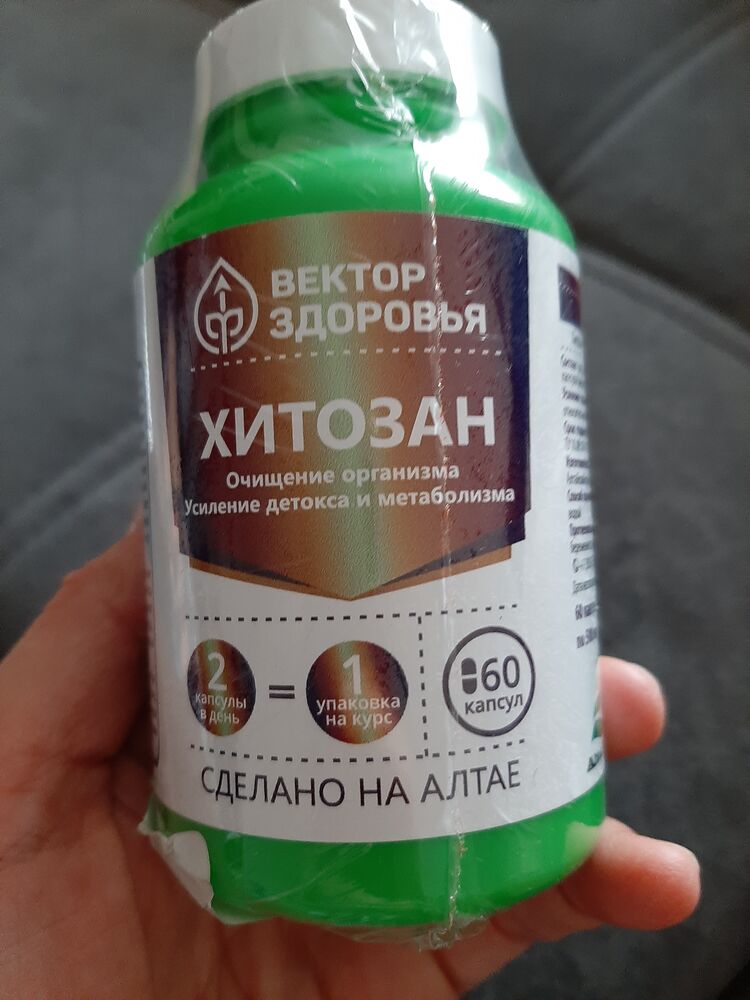 ВЕКТОР
ЗДОРОВЬЯ
ХИТОЗАН
Очищение организма
Усиление детокса и метаболизма
2
капсулы
в день
=
1
упаковка
на курс
60
капсул
СДЕЛАНО НА АЛТАЕ